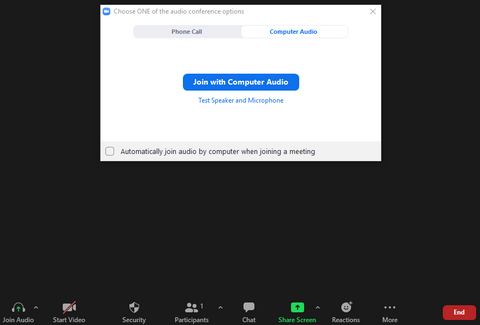 Choose ONE of the audio conference options
Phone Call
Computer Audio
Join with Computer Audio
Test Speaker and Microphone
Automatically join audio by computer when joining a meeting
Join Audio
Start Video
Security
Participants
1
Chat
Share Screen
Reactions
More
End